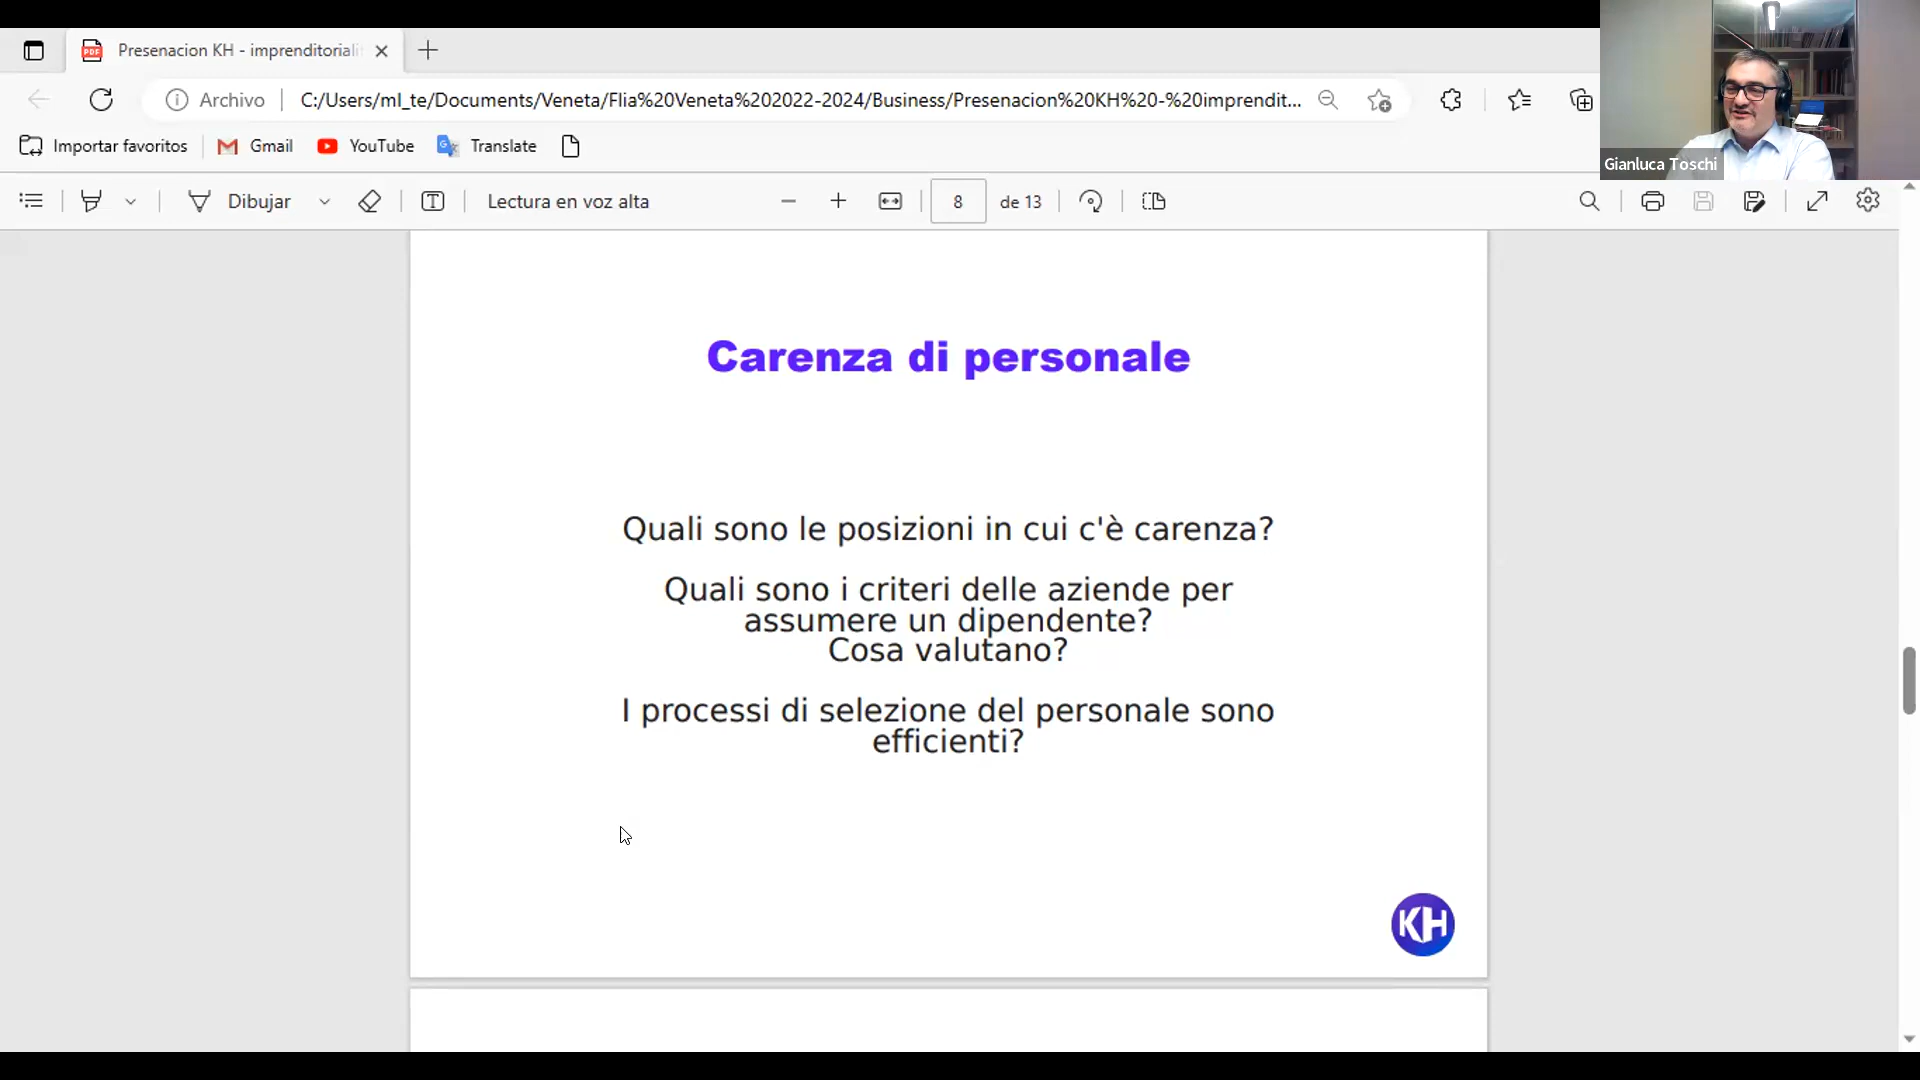 Presenacion KH - imprenditoriali
Archivo
C:/Users/ml_te/Documents/Veneta/Flia%20Veneta%202022-2024/Business/Presenacion%20KH%20-%20imprendit...
Importar favoritos
Gmail
YouTube
Translate
Gianluca Toschi
Dibujar
Lectura en voz alta
8
de 13
Carenza di personale
Quali sono le posizioni in cui c'è carenza?
Quali sono i criteri delle aziende per
assumere un dipendente?
Cosa valutano?
I processi di selezione del personale sono
efficienti?
KH